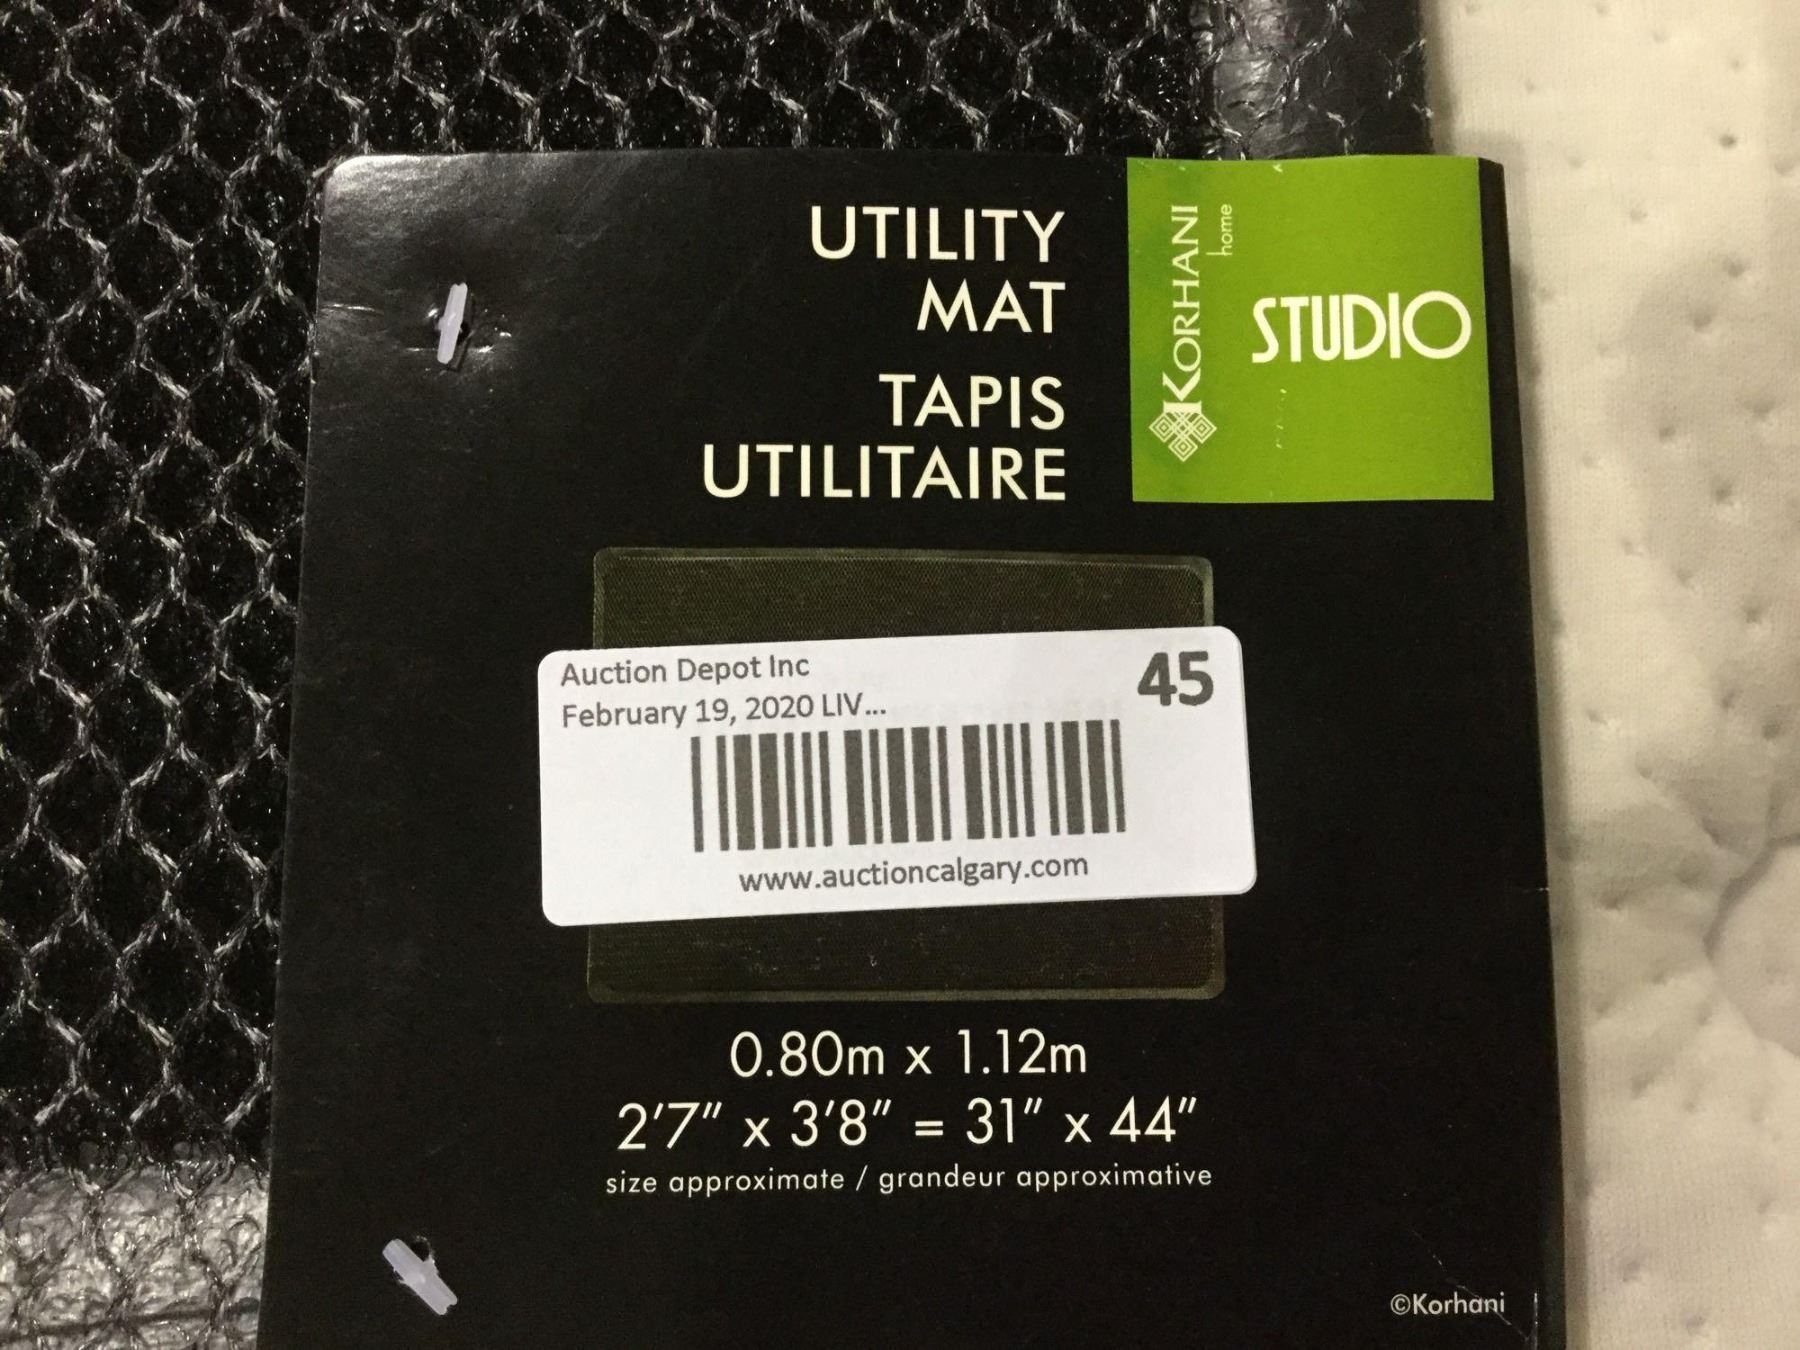 UTILITY
MAT
TAPIS
UTILITAIRE
KORHANI
home
STUDIO
Auction Depot Inc
45
February 19, 2020 LIV...
www.auctioncalgary.com
0.80m x 1.12m
2'7" x 3'8" = 31" x 44"
size approximate / grandeur approximative
©Korhani